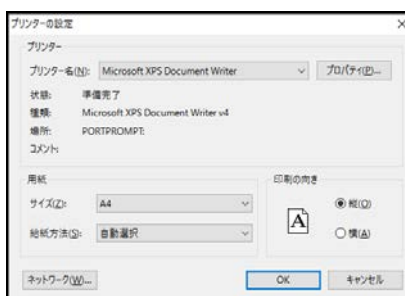 プリンターの設定
プリンター
プリンター名(N): Microsoft XPS Document Writer プロパティ(P)...
状態: 準備完了
種類: Microsoft XPS Document Writer v4
場所: PORTPROMPT:
コメント:
用紙
サイズ(Z): A4
給紙方法(S): 自動選択
印刷の向き
A
縦(O)
横(A)
ネットワーク(W)... OK キャンセル